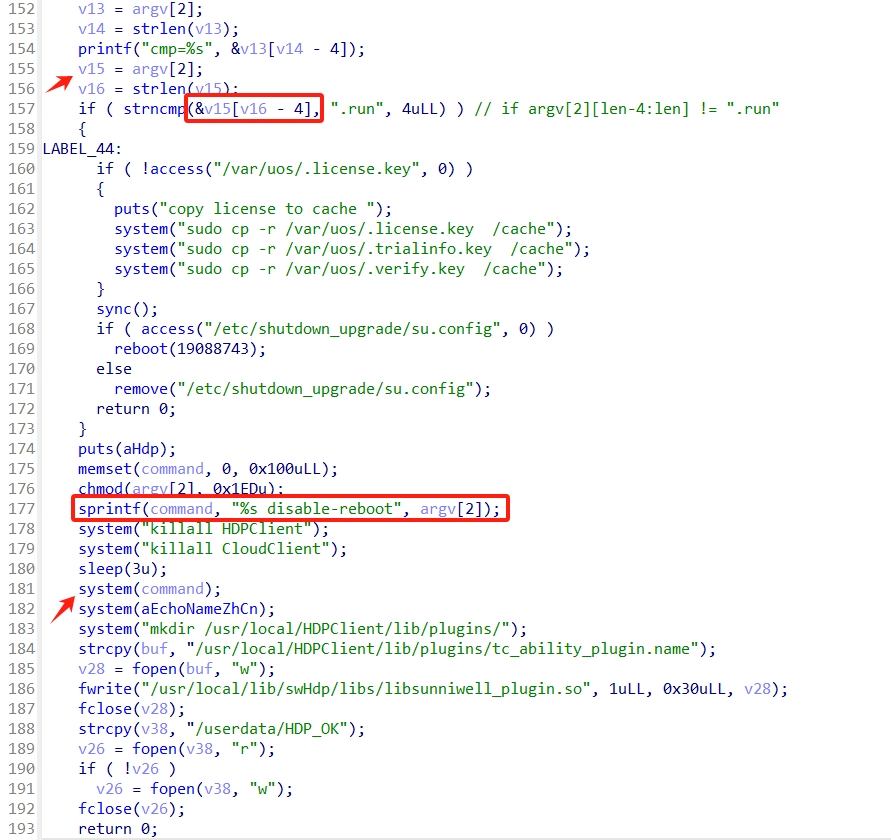 152 v13 = argv[2];
153 v14 = strlen(v13);
154 printf("cmp=%s", &v13[v14 - 4]);
155 v15 = argv[2];
156 v16 = strlen(v15);
157 if ( strncmp(&v15[v16 - 4], ".run", 4uLL) ) // if argv[2][len-4:len] != ".run"
158 {
159 LABEL_44:
160 if ( !access("/var/uos/.license.key", 0) )
161 {
162 puts("copy license to cache ");
163 system("sudo cp -r /var/uos/.license.key  /cache");
164 system("sudo cp -r /var/uos/.trialinfo.key  /cache");
165 system("sudo cp -r /var/uos/.verify.key  /cache");
166 }
167 sync();
168 if ( access("/etc/shutdown_upgrade/su.config", 0) )
169 reboot(19088743);
170 else
171 remove("/etc/shutdown_upgrade/su.config");
172 return 0;
173 }
174 puts(aHdp);
175 memset(command, 0, 0x100uLL);
176 chmod(argv[2], 0x1EDu);
177 sprintf(command, "%s disable-reboot", argv[2]);
178 system("killall HDPClient");
179 system("killall CloudClient");
180 sleep(3u);
181 system(command);
182 system(aEchoNameZhCn);
183 system("mkdir /usr/local/HDPClient/lib/plugins/");
184 strcpy(buf, "/usr/local/HDPClient/lib/plugins/tc_ability_plugin.name");
185 v28 = fopen(buf, "w");
186 fwrite("/usr/local/lib/swHdp/libs/libsunniwell_plugin.so", 1uLL, 0x30uLL, v28);
187 fclose(v28);
188 strcpy(v38, "/userdata/HDP_OK");
189 v26 = fopen(v38, "r");
190 if ( !v26 )
191 v26 = fopen(v38, "w");
192 fclose(v26);
193 return 0;